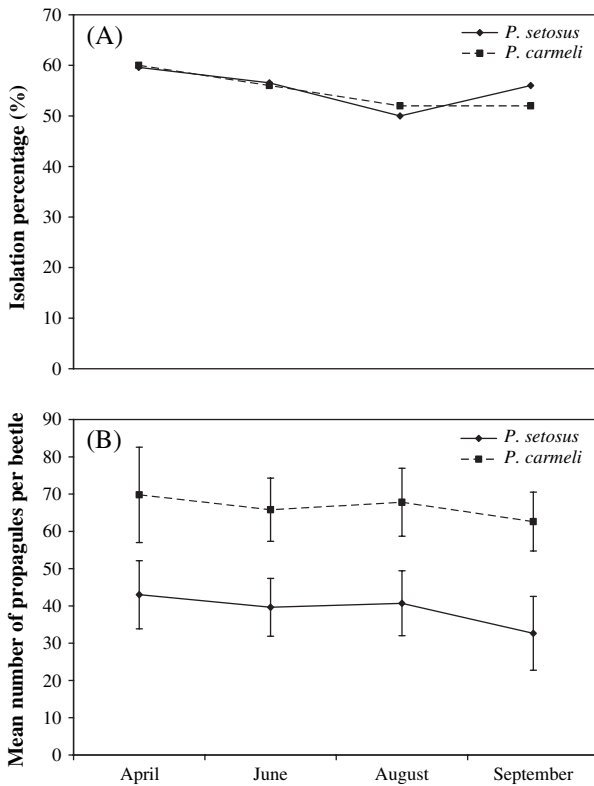 (A)
P. setosus
P. carmeli
Isolation percentage (%)
70
60
50
40
30
20
10
0
(B)
P. setosus
P. carmeli
Mean number of propagules per beetle
90
80
70
60
50
40
30
20
10
0
April June August September